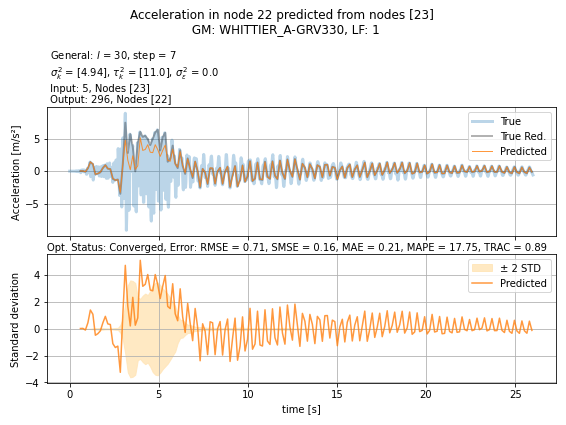 Acceleration in node 22 predicted from nodes [23]
GM: WHITTIER_A-GRV330, LF: 1
General: l = 30, step = 7
σ²ₖ = [4.94], τ²ₖ = [11.0], σ²ε = 0.0
Input: 5, Nodes [23]
Output: 296, Nodes [22]
Acceleration [m/s²]
5
0
−5
True
True Red.
Predicted
Opt. Status: Converged, Error: RMSE = 0.71, SMSE = 0.16, MAE = 0.21, MAPE = 17.75, TRAC = 0.89
Standard deviation
4
2
0
−2
−4
± 2 STD
Predicted
0
5
10
15
20
25
time [s]